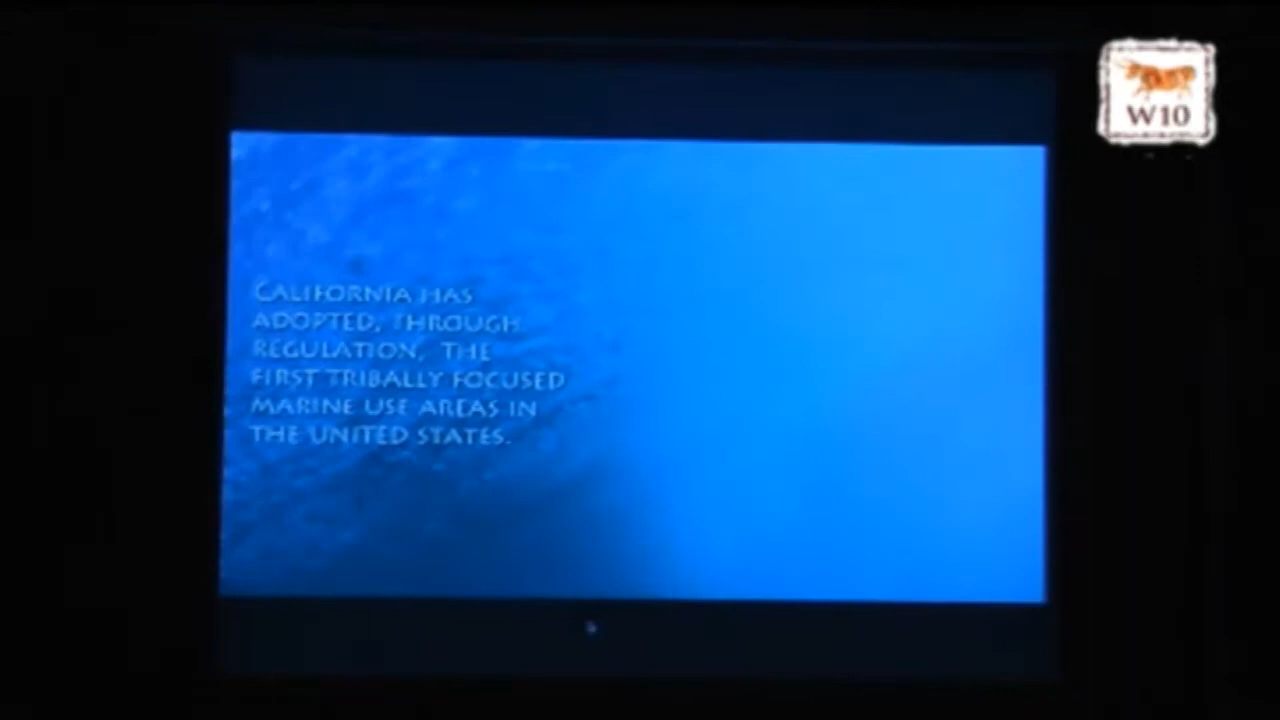 W10
CALIFORNIA HAS
ADOPTED, THROUGH
REGULATION, THE
FIRST TRIBALLY FOCUSED
MARINE USE AREAS IN
THE UNITED STATES.